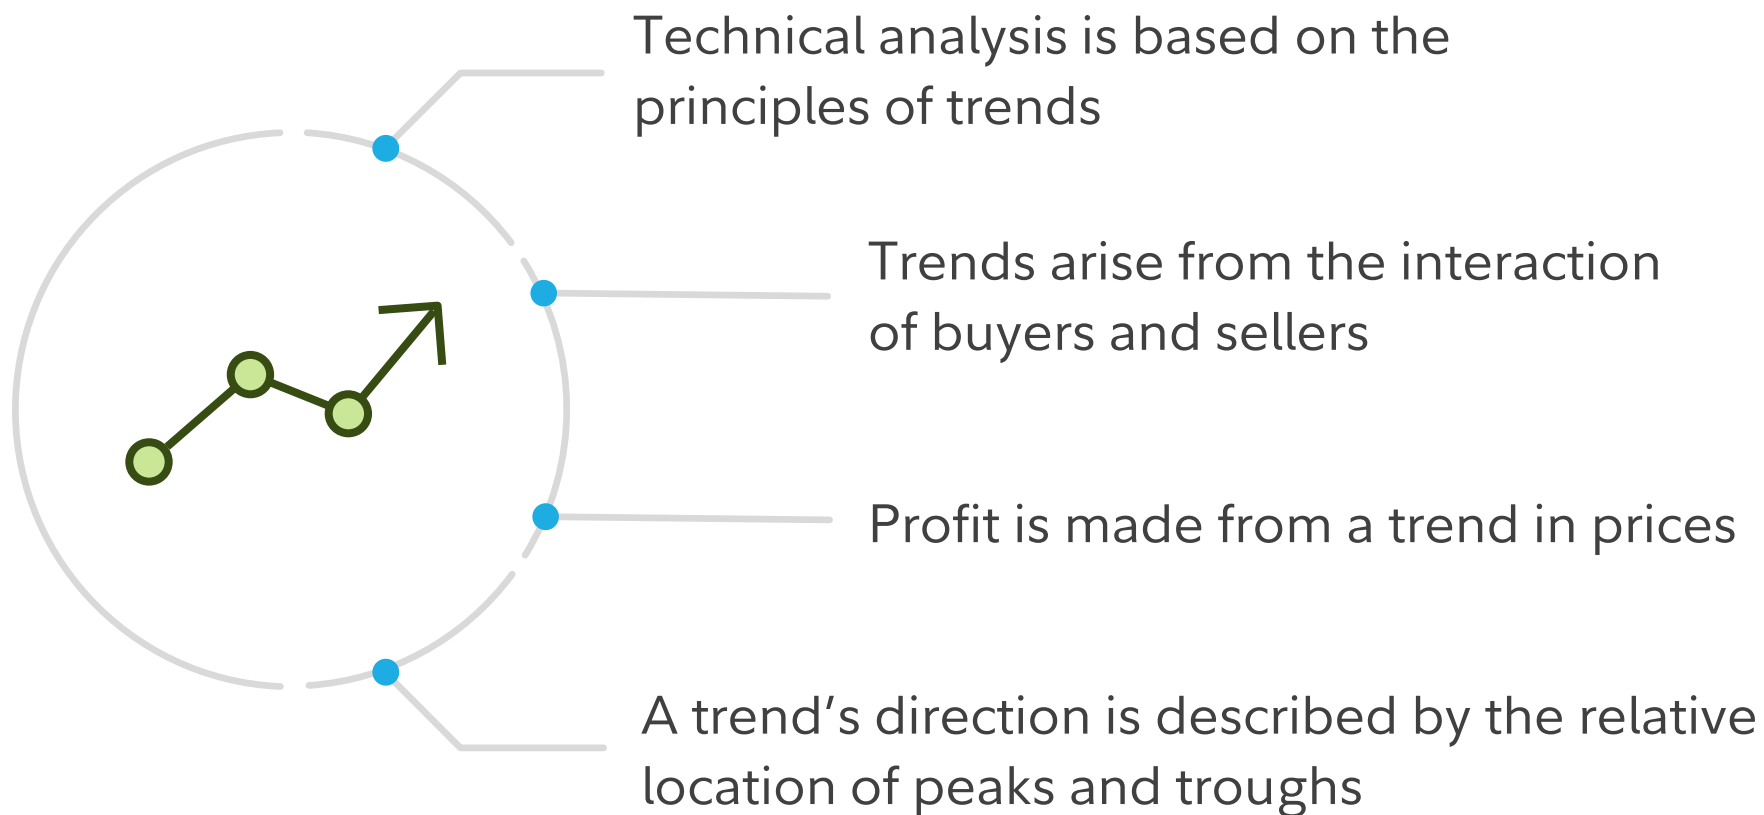 Technical analysis is based on the
principles of trends
Trends arise from the interaction
of buyers and sellers
Profit is made from a trend in prices
A trend’s direction is described by the relative
location of peaks and troughs